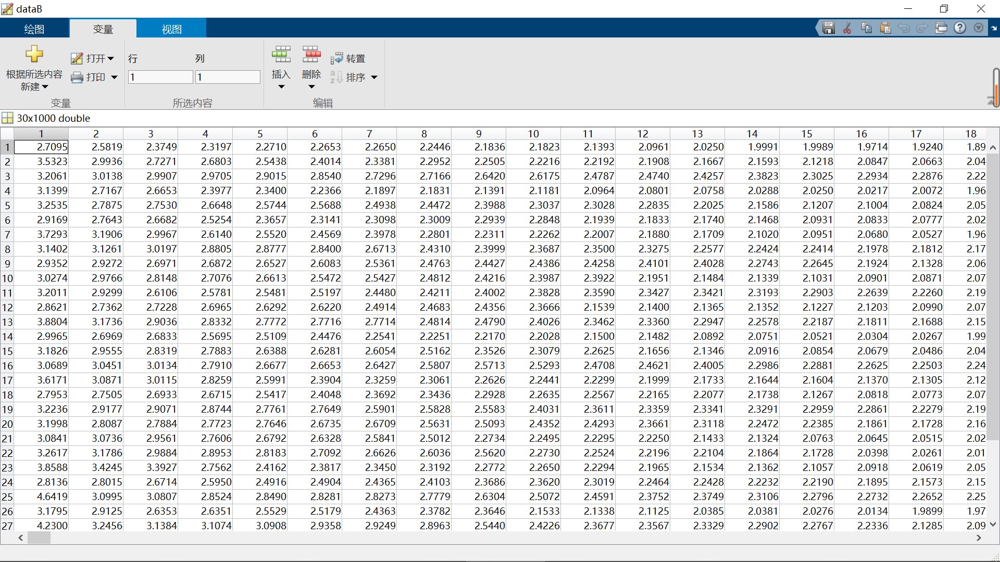 dataB
绘图 变量 视图
根据所选内容
新建
打开
打印
行 列
1 1
插入 删除 转置
排序
变量 所选内容 编辑
30x1000 double
1 2 3 4 5 6 7 8 9 10 11 12 13 14 15 16 17 18
1 2.7095 2.5819 2.3749 2.3197 2.2710 2.2653 2.2650 2.2446 2.1836 2.1823 2.1393 2.0961 2.0250 1.9991 1.9989 1.9714 1.9240 1.89
2 3.5323 2.9936 2.7271 2.6803 2.5438 2.4014 2.3381 2.2952 2.2505 2.2216 2.2192 2.1908 2.1667 2.1593 2.1218 2.0847 2.0663 2.04
3 3.2061 3.0138 2.9907 2.9705 2.9015 2.8540 2.7296 2.7166 2.6420 2.6175 2.4787 2.4740 2.4257 2.3823 2.3025 2.2934 2.2876 2.22
4 3.1399 2.7167 2.6653 2.3977 2.3400 2.2366 2.1897 2.1831 2.1391 2.1181 2.0964 2.0801 2.0758 2.0288 2.0250 2.0217 2.0072 1.96
5 3.2535 2.7875 2.7530 2.6648 2.5744 2.5688 2.4938 2.4472 2.3988 2.3037 2.3028 2.2835 2.2025 2.1586 2.1207 2.1004 2.0824 2.05
6 2.9169 2.7643 2.6682 2.5254 2.3657 2.3141 2.3098 2.3009 2.2939 2.2848 2.1939 2.1833 2.1740 2.1468 2.0931 2.0833 2.0777 2.02
7 3.7293 3.1906 2.9967 2.6140 2.5520 2.4569 2.3978 2.2801 2.2311 2.2262 2.2007 2.1880 2.1709 2.1020 2.0951 2.0680 2.0527 1.96
8 3.1402 3.1261 3.0197 2.8805 2.8777 2.8400 2.6713 2.4310 2.3999 2.3687 2.3500 2.3275 2.2577 2.2424 2.2414 2.1978 2.1812 2.17
9 2.9352 2.9272 2.6971 2.6872 2.6527 2.6083 2.5361 2.4763 2.4427 2.4386 2.4258 2.4101 2.4028 2.2743 2.2645 2.1924 2.1328 2.06
10 3.0274 2.9766 2.8148 2.7076 2.6613 2.5472 2.5427 2.4812 2.4216 2.3987 2.3922 2.1951 2.1484 2.1339 2.1031 2.0901 2.0871 2.07
11 3.2011 2.9299 2.6106 2.5781 2.5481 2.5197 2.4480 2.4211 2.4002 2.3828 2.3590 2.3427 2.3421 2.3193 2.2903 2.2639 2.2260 2.19
12 2.8621 2.7362 2.7228 2.6965 2.6292 2.6220 2.4914 2.4683 2.4356 2.3666 2.1539 2.1400 2.1365 2.1352 2.1227 2.1203 2.0990 2.07
13 3.8804 3.1736 2.9036 2.8332 2.7772 2.7716 2.7714 2.4814 2.4790 2.4026 2.3462 2.3360 2.2947 2.2578 2.2187 2.1811 2.1688 2.15
14 2.9965 2.6969 2.6833 2.5695 2.5109 2.4476 2.2541 2.2251 2.2170 2.2028 2.1500 2.1482 2.0892 2.0751 2.0521 2.0304 2.0267 1.99
15 3.1826 2.9555 2.8319 2.7883 2.6388 2.6281 2.6054 2.5162 2.3526 2.3079 2.2625 2.1656 2.1346 2.0916 2.0854 2.0679 2.0486 2.04
16 3.0689 3.0451 3.0134 2.7910 2.6677 2.6653 2.6427 2.5807 2.5713 2.5293 2.4708 2.4621 2.4005 2.2986 2.2881 2.2625 2.2503 2.24
17 3.6171 3.0871 3.0115 2.8259 2.5991 2.3904 2.3259 2.3061 2.2626 2.2441 2.2299 2.1999 2.1733 2.1644 2.1604 2.1370 2.1305 2.12
18 2.7953 2.7505 2.6933 2.6715 2.5417 2.4048 2.3692 2.3436 2.2928 2.2635 2.2567 2.2165 2.2077 2.1738 2.1267 2.0818 2.0773 2.07
19 3.2236 2.9177 2.9071 2.8744 2.7761 2.7649 2.5901 2.5828 2.5583 2.4031 2.3611 2.3359 2.3341 2.3291 2.2959 2.2861 2.2279 2.19
20 3.1998 2.8087 2.7884 2.7723 2.7646 2.6735 2.6709 2.5631 2.5093 2.4352 2.4293 2.3661 2.3118 2.2472 2.2385 2.1861 2.1728 2.16
21 3.0841 3.0736 2.9561 2.7606 2.6792 2.6328 2.5841 2.5012 2.2734 2.2495 2.2295 2.2250 2.1433 2.1324 2.0763 2.0645 2.0515 2.02
22 3.2617 3.1786 2.9884 2.8953 2.8183 2.7092 2.6626 2.6036 2.5620 2.2730 2.2524 2.2196 2.2104 2.1864 2.1728 2.0398 2.0261 2.01
23 3.8588 3.4245 3.3927 2.7562 2.4162 2.3817 2.3450 2.3192 2.2772 2.2650 2.2294 2.1965 2.1534 2.1362 2.1057 2.0918 2.0619 2.05
24 2.8136 2.8015 2.6714 2.5950 2.4916 2.4904 2.4365 2.4103 2.3686 2.3620 2.3019 2.2464 2.2428 2.2232 2.2190 2.1895 2.1573 2.15
25 4.6419 3.0995 3.0807 2.8524 2.8490 2.8281 2.8273 2.7779 2.6304 2.5072 2.4591 2.3752 2.3749 2.3106 2.2796 2.2732 2.2652 2.25
26 3.1795 2.9125 2.6353 2.6351 2.5529 2.5179 2.4363 2.3782 2.3646 2.1533 2.1338 2.1125 2.0385 2.0381 2.0276 2.0134 1.9899 1.97
27 4.2300 3.2456 3.1384 3.1074 3.0908 2.9358 2.9249 2.8963 2.5440 2.4226 2.3677 2.3567 2.3329 2.2902 2.2767 2.2336 2.1285 2.09